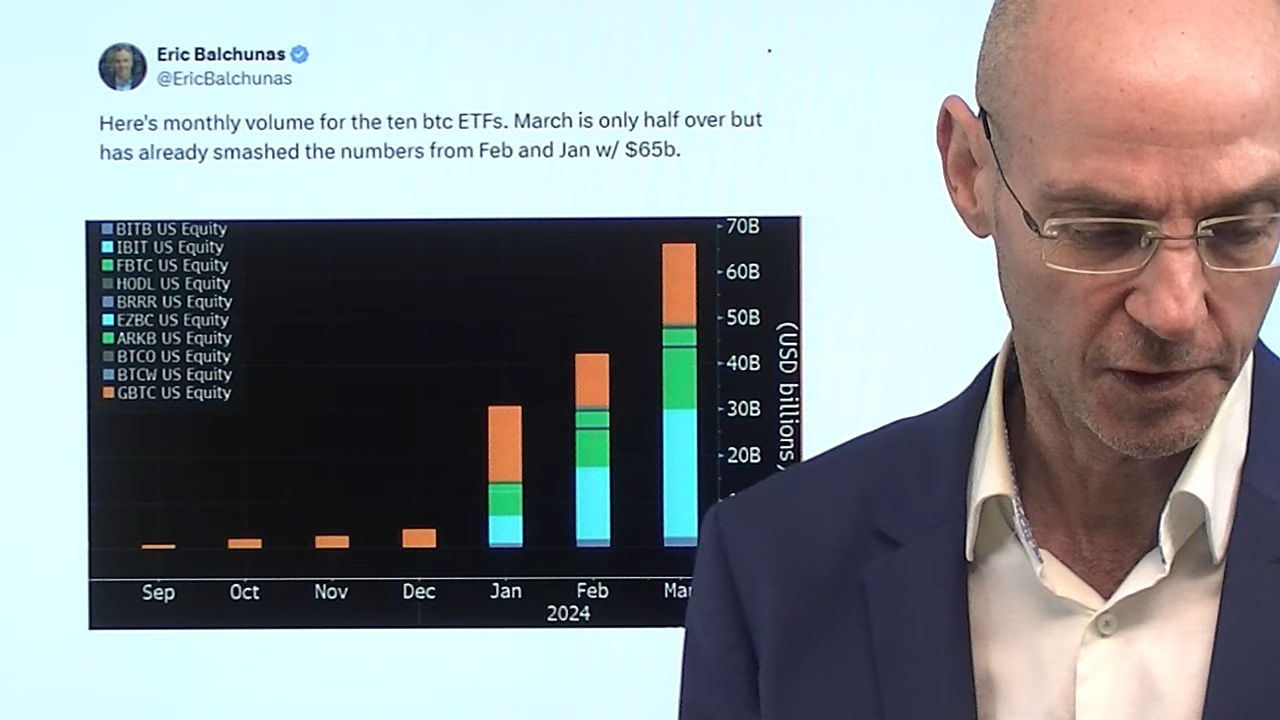 Eric Balchunas
@EricBalchunas
Here's monthly volume for the ten btc ETFs. March is only half over but
has already smashed the numbers from Feb and Jan w/ $65b.
BITB US Equity
IBIT US Equity
FBTC US Equity
HODL US Equity
BRRR US Equity
EZBC US Equity
ARKB US Equity
BTCO US Equity
BTCW US Equity
GBTC US Equity
70B
60B
50B
40B
30B
20B
(USD billions)
Sep Oct Nov Dec Jan Feb Mar
2024